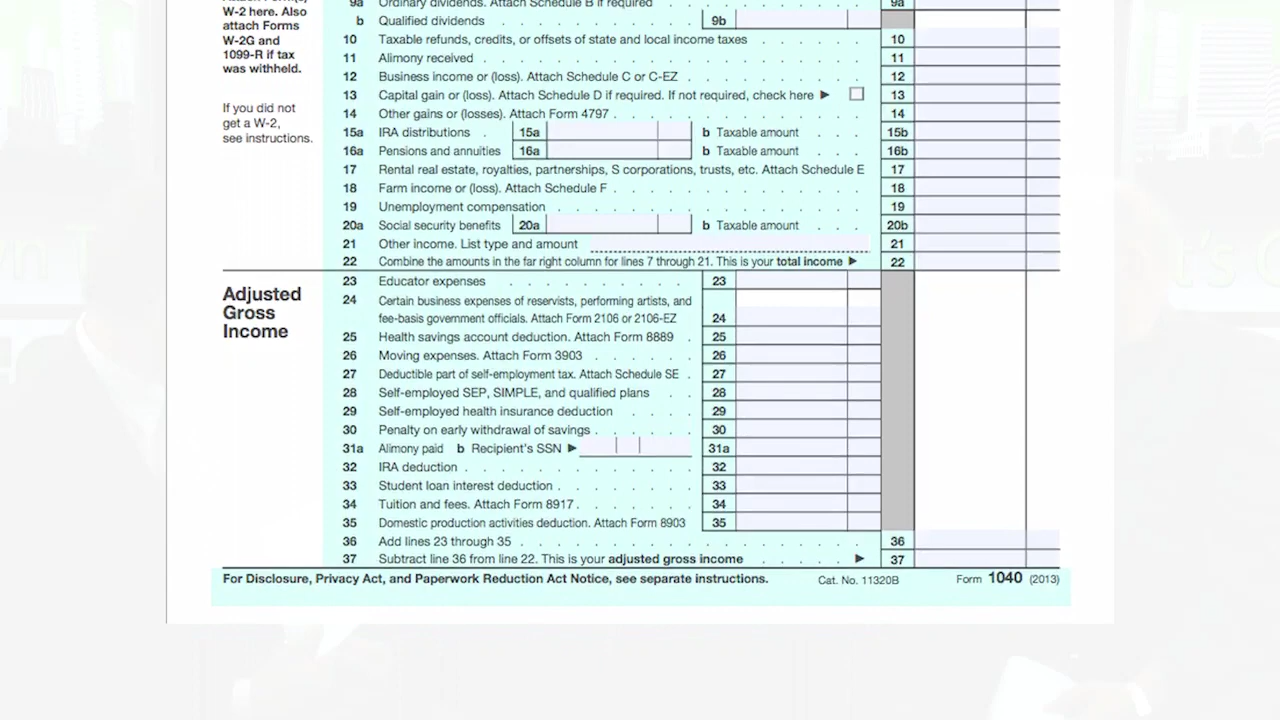 W-2 here. Also
attach Forms
W-2G and
1099-R if tax
was withheld.
If you did not
get a W-2,
see instructions.
9a Ordinary dividends. Attach Schedule B if required 9a
b Qualified dividends 9b
10 Taxable refunds, credits, or offsets of state and local income taxes . . . . . . 10
11 Alimony received . . . . . . . . . . . . . . . . . . . . . 11
12 Business income or (loss). Attach Schedule C or C-EZ . . . . . . . . . . 12
13 Capital gain or (loss). Attach Schedule D if required. If not required, check here ▶ ☐ 13
14 Other gains or (losses). Attach Form 4797 . . . . . . . . . . . . . . 14
15a IRA distributions . 15a b Taxable amount . . . 15b
16a Pensions and annuities 16a b Taxable amount . . . 16b
17 Rental real estate, royalties, partnerships, S corporations, trusts, etc. Attach Schedule E 17
18 Farm income or (loss). Attach Schedule F . . . . . . . . . . . . . . 18
19 Unemployment compensation . . . . . . . . . . . . . . . . . 19
20a Social security benefits 20a b Taxable amount . . . 20b
21 Other income. List type and amount 21
22 Combine the amounts in the far right column for lines 7 through 21. This is your total income ▶ 22
Adjusted
Gross
Income
23 Educator expenses . . . . . . . . . . 23
24 Certain business expenses of reservists, performing artists, and
fee-basis government officials. Attach Form 2106 or 2106-EZ 24
25 Health savings account deduction. Attach Form 8889 . 25
26 Moving expenses. Attach Form 3903 . . . . . . 26
27 Deductible part of self-employment tax. Attach Schedule SE . 27
28 Self-employed SEP, SIMPLE, and qualified plans . . 28
29 Self-employed health insurance deduction . . . . 29
30 Penalty on early withdrawal of savings . . . . . . 30
31a Alimony paid b Recipient's SSN ▶ 31a
32 IRA deduction . . . . . . . . . . . . . 32
33 Student loan interest deduction . . . . . . . . 33
34 Tuition and fees. Attach Form 8917 . . . . . . . 34
35 Domestic production activities deduction. Attach Form 8903 35
36 Add lines 23 through 35 . . . . . . . . . . . . . . . . . . . 36
37 Subtract line 36 from line 22. This is your adjusted gross income . . . . . ▶ 37
For Disclosure, Privacy Act, and Paperwork Reduction Act Notice, see separate instructions. Cat. No. 11320B Form 1040 (2013)